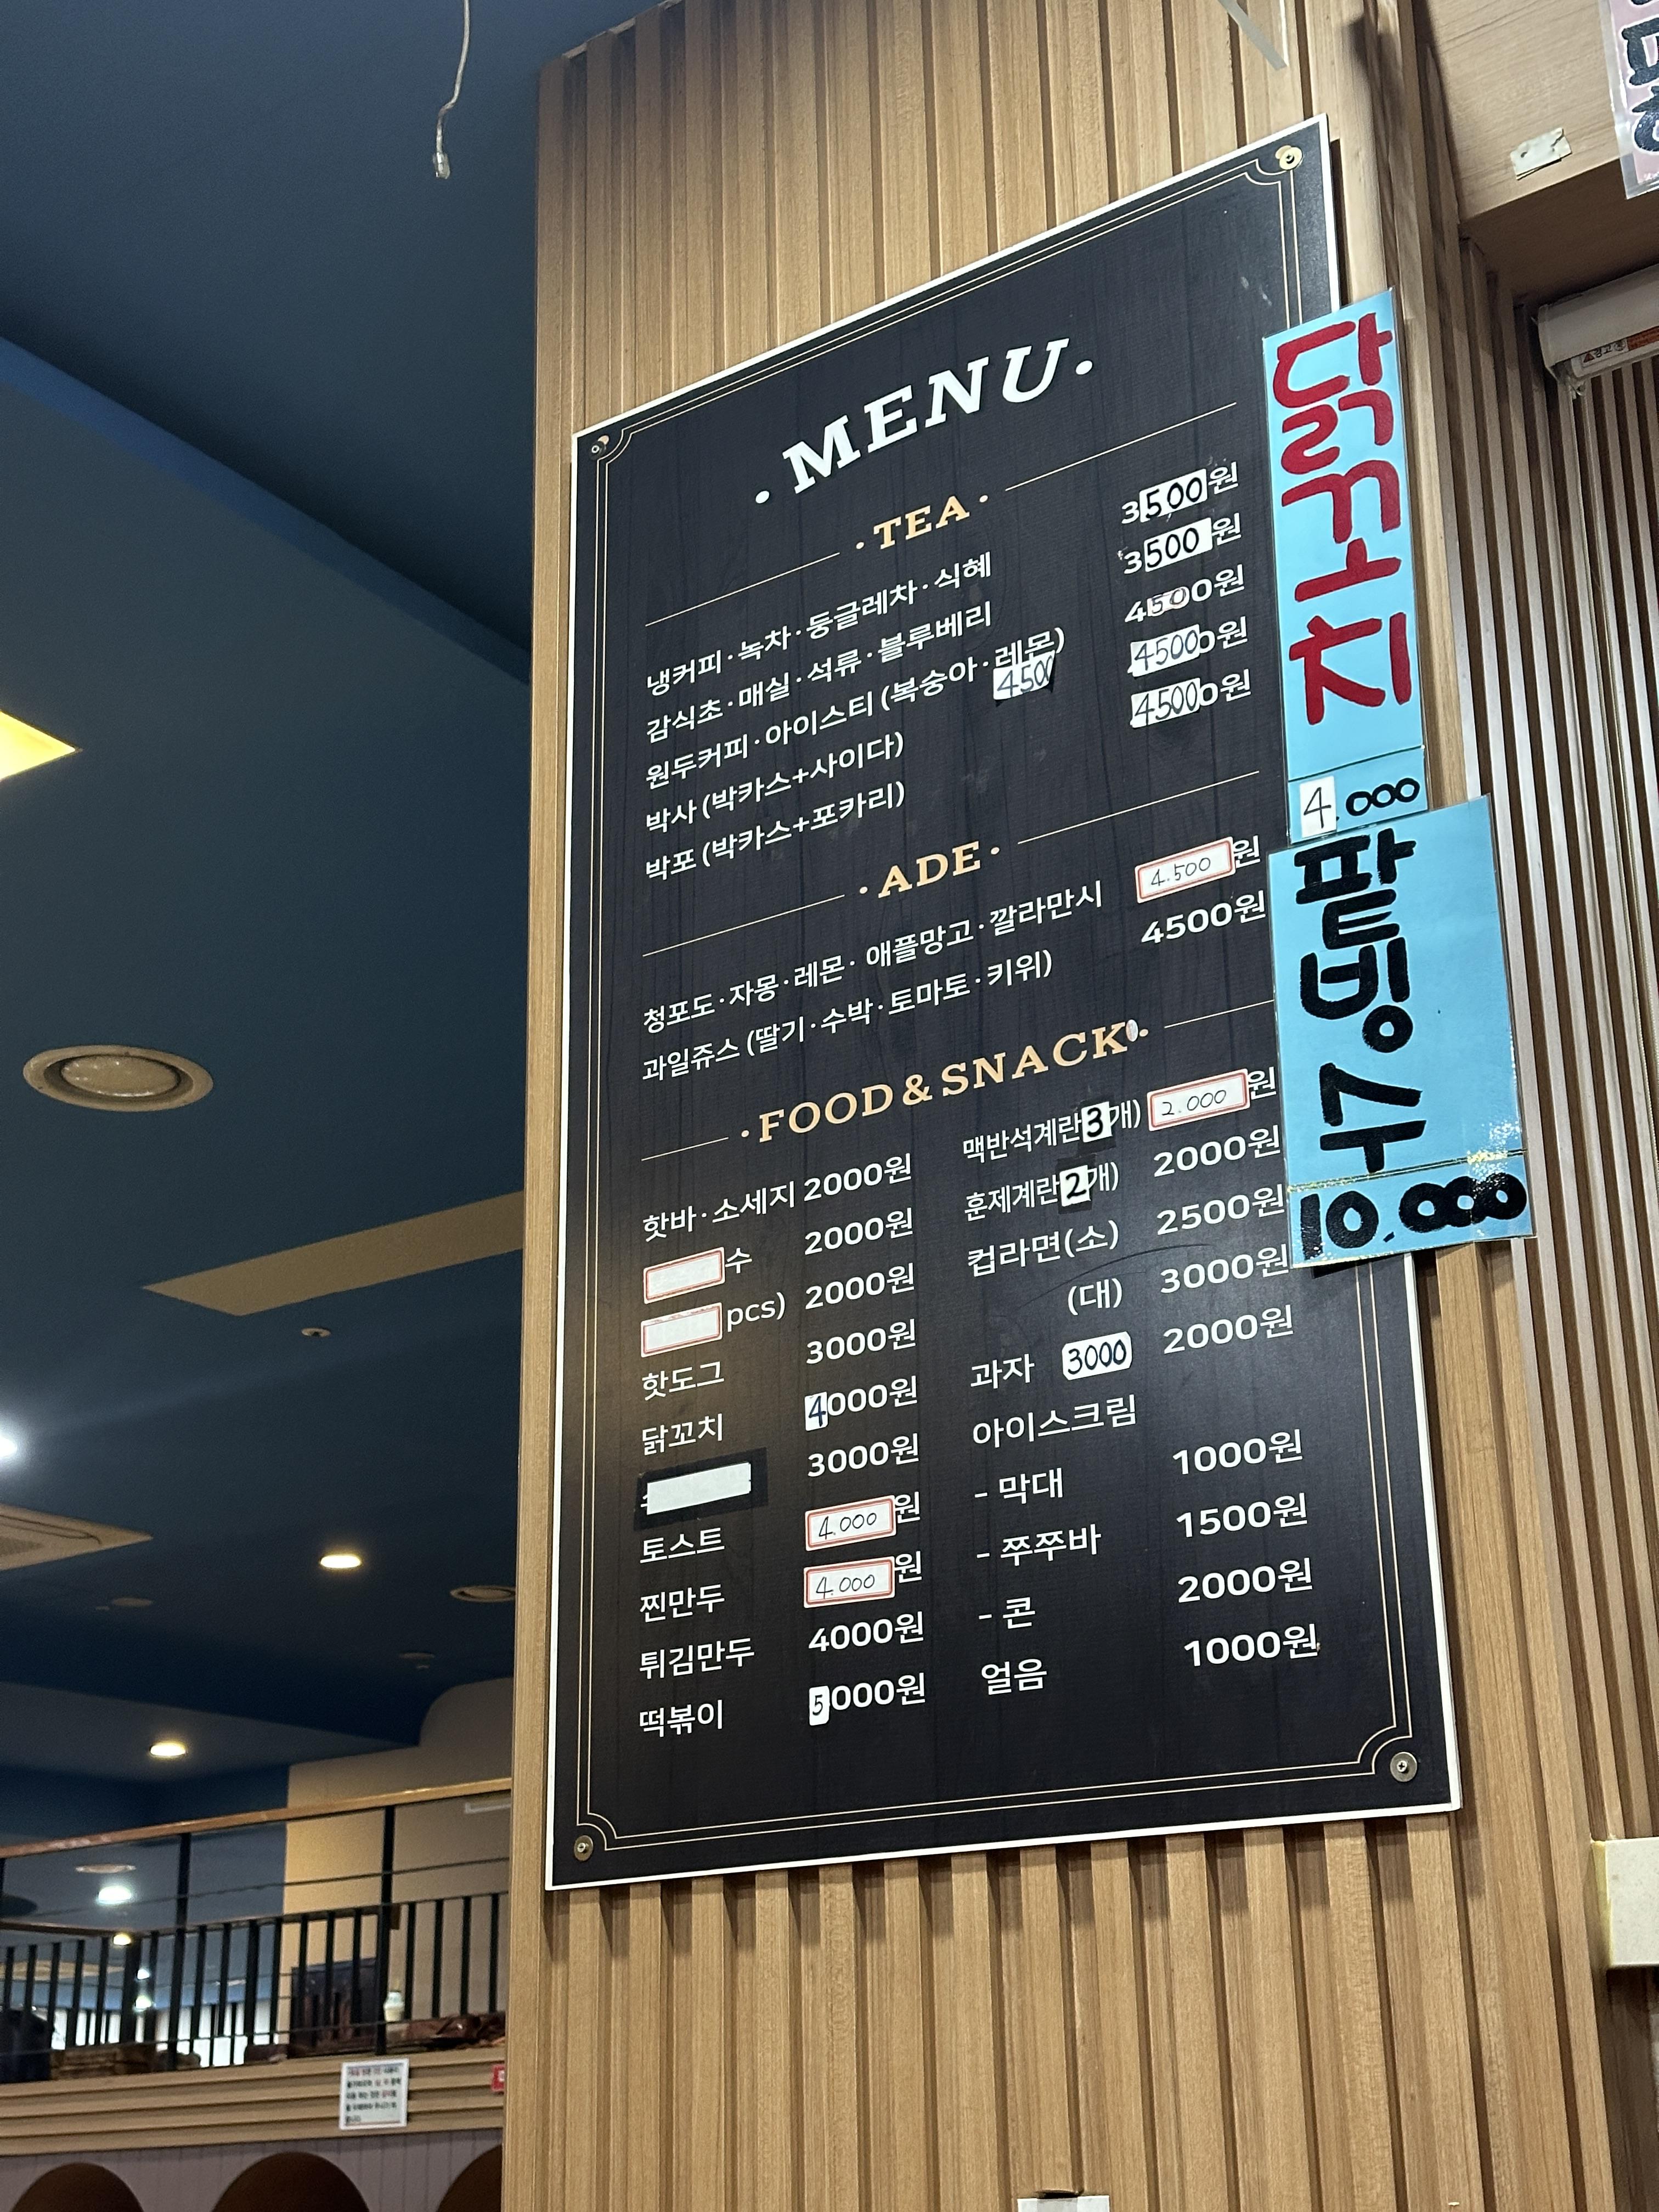 MENU
TEA
냉커피·녹차·둥글레차·식혜 3500원
감식초·매실·석류·블루베리 3500원
원두커피·아이스티 (복숭아·레몬) 4500원
4500
박사 (박카스+사이다) 45000원
박포 (박카스+포카리) 45000원
ADE
청포도·자몽·레몬· 애플망고·깔라만시 4.500원
과일쥬스 (딸기·수박·토마토·키위) 4500원
FOOD & SNACK
핫바·소세지 2000원
수 2000원
pcs) 2000원
핫도그 3000원
닭꼬치 4000원
3000원
토스트 4.000원
찐만두 4.000원
튀김만두 4000원
떡볶이 5000원
맥반석계란3개) 2.000원
훈제계란2개) 2000원
컵라면(소) 2500원
(대) 3000원
과자 3000 2000원
아이스크림
- 막대 1000원
- 쭈쭈바 1500원
- 콘 2000원
얼음 1000원
닭꼬치
4.000
팥빙수
10.000